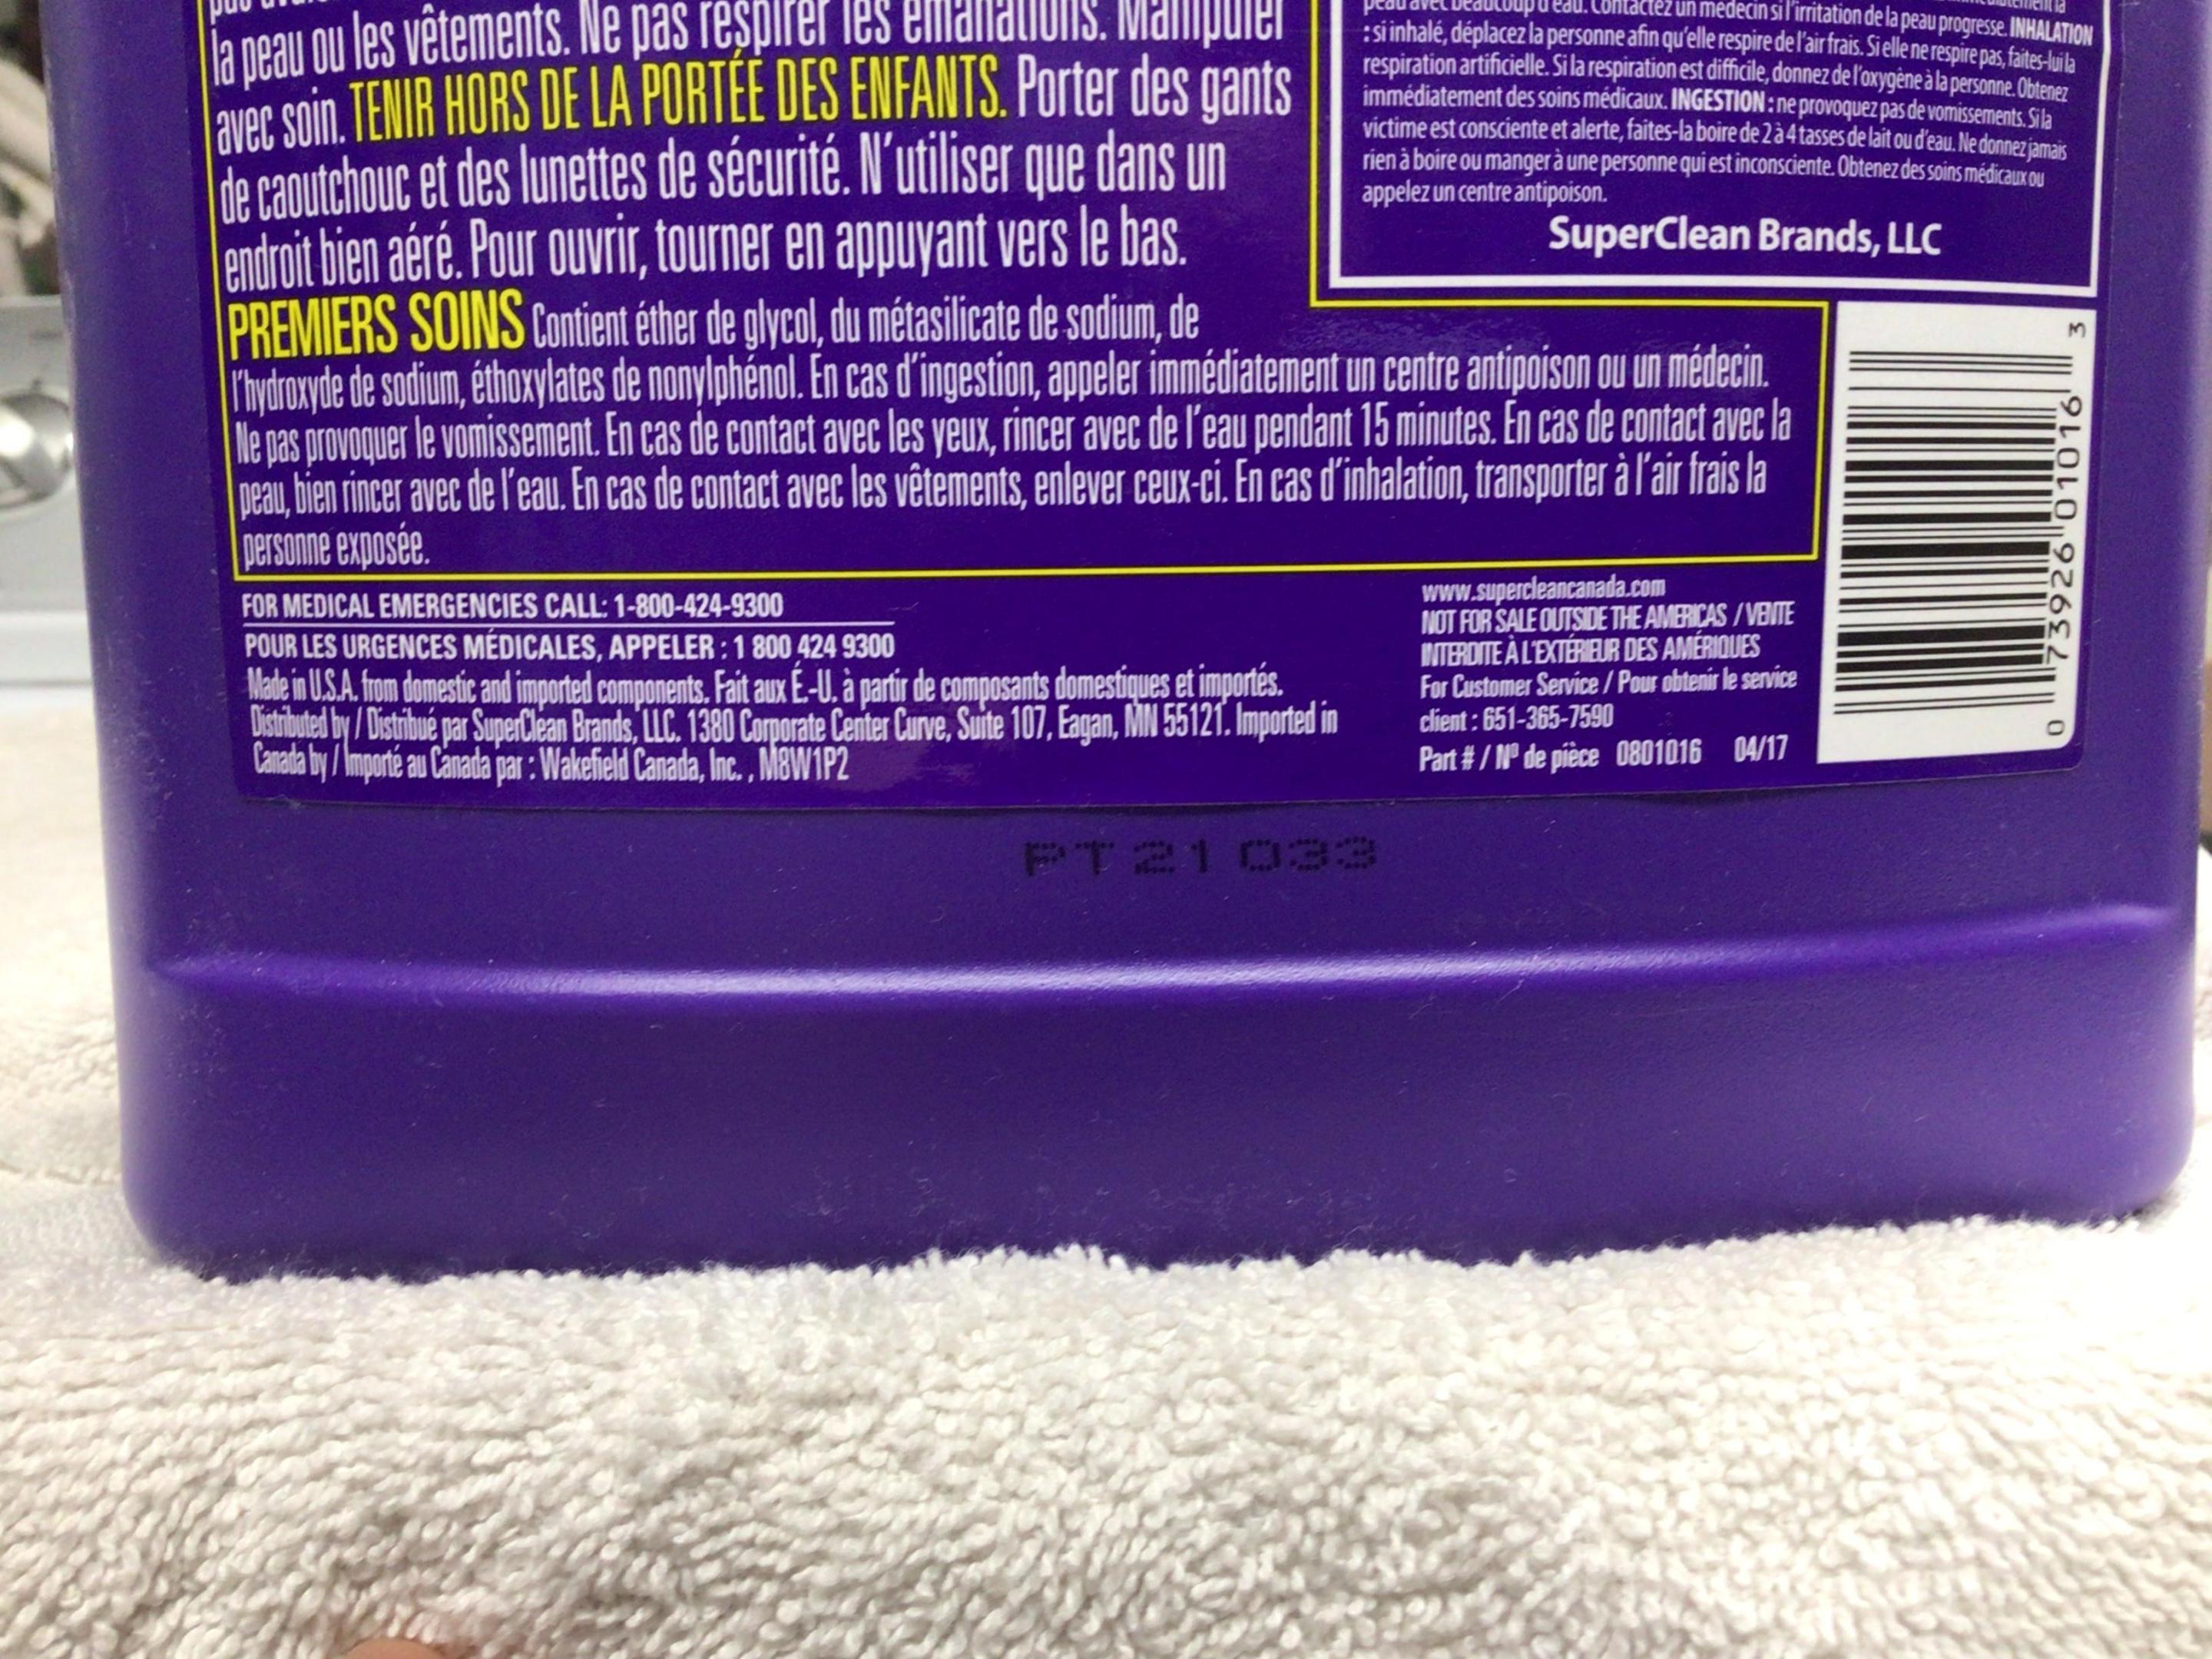 la peau ou les vêtements. Ne pas respirer les émanations. Manipuler
avec soin. TENIR HORS DE LA PORTÉE DES ENFANTS. Porter des gants
de caoutchouc et des lunettes de sécurité. N'utiliser que dans un
endroit bien aéré. Pour ouvrir, tourner en appuyant vers le bas.
PREMIERS SOINS Contient éther de glycol, du métasilicate de sodium, de
l'hydroxyde de sodium, éthoxylates de nonylphénol. En cas d'ingestion, appeler immédiatement un centre antipoison ou un médecin.
Ne pas provoquer le vomissement. En cas de contact avec les yeux, rincer avec de l'eau pendant 15 minutes. En cas de contact avec la
peau, bien rincer avec de l'eau. En cas de contact avec les vêtements, enlever ceux-ci. En cas d'inhalation, transporter à l'air frais la
personne exposée.
peau avec beaucoup d'eau. Contactez un médecin si l'irritation de la peau progresse. INHALATION
: si inhalé, déplacez la personne afin qu'elle respire de l'air frais. Si elle ne respire pas, faites-lui la
respiration artificielle. Si la respiration est difficile, donnez de l'oxygène à la personne. Obtenez
immédiatement des soins médicaux. INGESTION : ne provoquez pas de vomissements. Si la
victime est consciente et alerte, faites-la boire de 2 à 4 tasses de lait ou d'eau. Ne donnez jamais
rien à boire ou manger à une personne qui est inconsciente. Obtenez des soins médicaux ou
appelez un centre antipoison.
SuperClean Brands, LLC
FOR MEDICAL EMERGENCIES CALL: 1-800-424-9300
POUR LES URGENCES MÉDICALES, APPELER : 1 800 424 9300
Made in U.S.A. from domestic and imported components. Fait aux É.-U. à partir de composants domestiques et importés.
Distributed by / Distribué par SuperClean Brands, LLC. 1380 Corporate Center Curve, Suite 107, Eagan, MN 55121. Imported in
Canada by / Importé au Canada par : Wakefield Canada, Inc. , M8W1P2
www.supercleancanada.com
NOT FOR SALE OUTSIDE THE AMERICAS / VENTE
INTERDITE À L'EXTÉRIEUR DES AMÉRIQUES
For Customer Service / Pour obtenir le service
client : 651-365-7590
Part # / Nº de pièce 0801016 04/17
0 73926 01016 3
PT21033